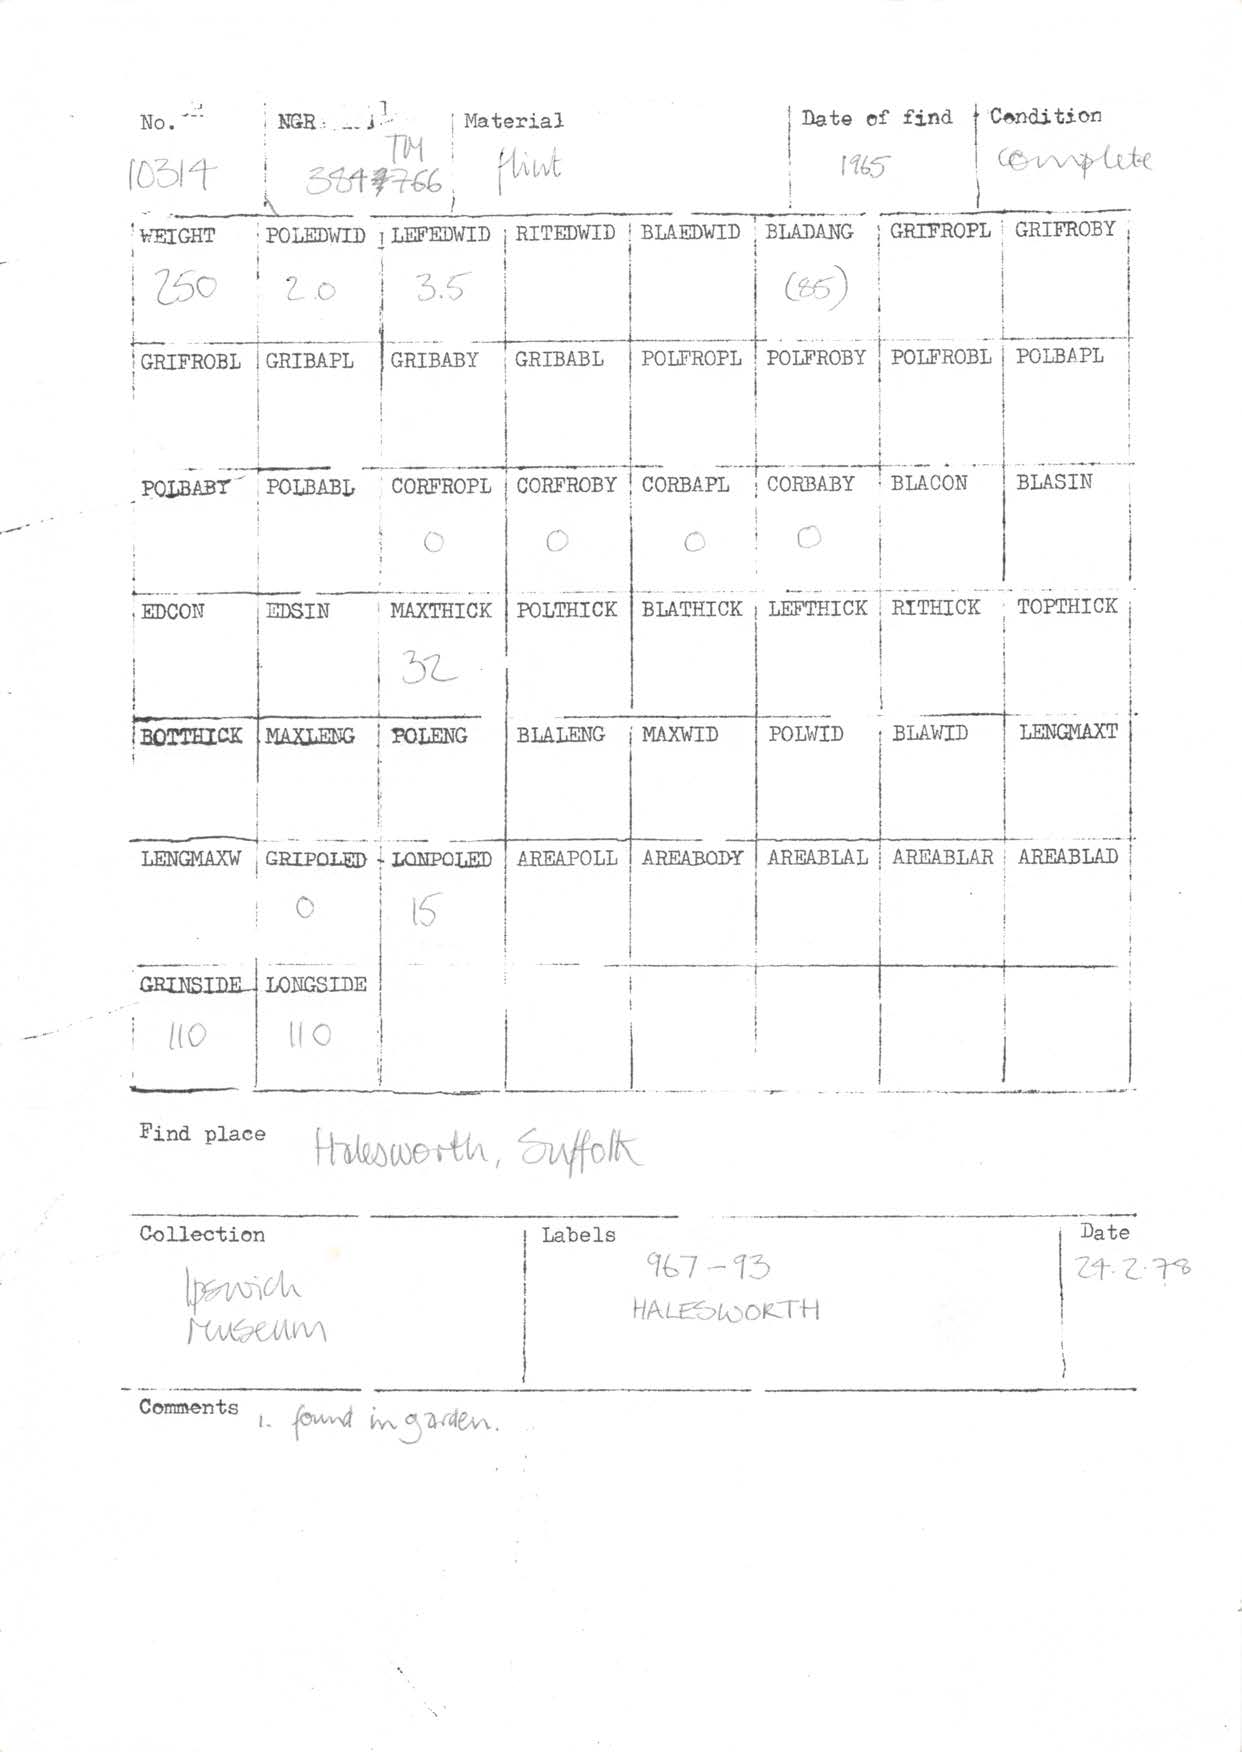 No. NGR: Material Date of find Condition
10314 TM 384 766 flint 1965 complete
WEIGHT POLEDWID LEFEDWID RITEDWID BLAEDWID BLADANG GRIFROPL GRIFROBY
250 2.0 3.5 (85)
GRIFROBL GRIBAPL GRIBABY GRIBABL POLFROPL POLFROBY POLFROBL POLBAPL
POLBABY POLBABL CORFROPL CORFROBY CORBAPL CORBABY BLACON BLASIN
0 0 0 0
EDCON EDSIN MAXTHICK POLTHICK BLATHICK LEFTHICK RITHICK TOPTHICK
32
BOTTHICK MAXLENG POLENG BLALENG MAXWID POLWID BLAWID LENGMAXT
LENGMAXW GRIPOLED LONPOLED AREAPOLL AREABODY AREABLAL AREABLAR AREABLAD
0 15
GRINSIDE LONGSIDE
110 110
Find place Halesworth, Suffolk
Collection Labels Date
Ipswich Museum 967-93 HALESWORTH 24.2.78
Comments 1. found in garden.